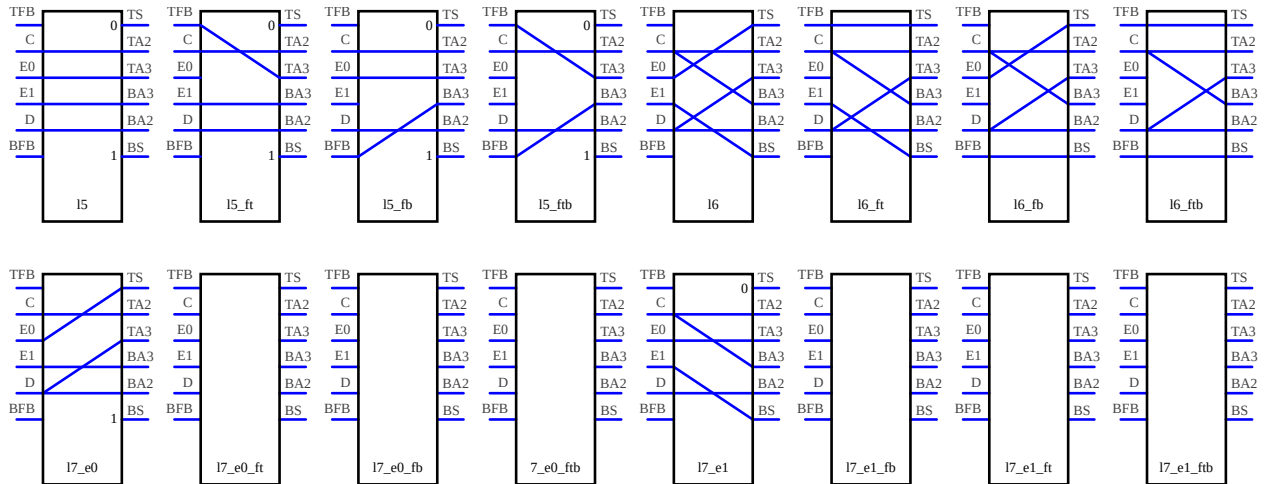 TFB 0 TS TFB 0 TS TFB 0 TS TFB 0 TS TFB TS TFB TS TFB TS TFB TS
C TA2 C TA2 C TA2 C TA2 C TA2 C TA2 C TA2 C TA2
E0 TA3 E0 TA3 E0 TA3 E0 TA3 E0 TA3 E0 TA3 E0 TA3 E0 TA3
E1 BA3 E1 BA3 E1 BA3 E1 BA3 E1 BA3 E1 BA3 E1 BA3 E1 BA3
D BA2 D BA2 D BA2 D BA2 D BA2 D BA2 D BA2 D BA2
BFB 1 BS BFB 1 BS BFB 1 BS BFB 1 BS BFB BS BFB BS BFB BS BFB BS
l5 l5_ft l5_fb l5_ftb l6 l6_ft l6_fb l6_ftb
TFB TS TFB TS TFB TS TFB TS TFB 0 TS TFB TS TFB TS TFB TS
C TA2 C TA2 C TA2 C TA2 C TA2 C TA2 C TA2 C TA2
E0 TA3 E0 TA3 E0 TA3 E0 TA3 E0 TA3 E0 TA3 E0 TA3 E0 TA3
E1 BA3 E1 BA3 E1 BA3 E1 BA3 E1 BA3 E1 BA3 E1 BA3 E1 BA3
D BA2 D BA2 D BA2 D BA2 D BA2 D BA2 D BA2 D BA2
BFB 1 BS BFB BS BFB BS BFB BS BFB BS BFB BS BFB BS BFB BS
l7_e0 l7_e0_ft l7_e0_fb 7_e0_ftb l7_e1 l7_e1_fb l7_e1_ft l7_e1_ftb